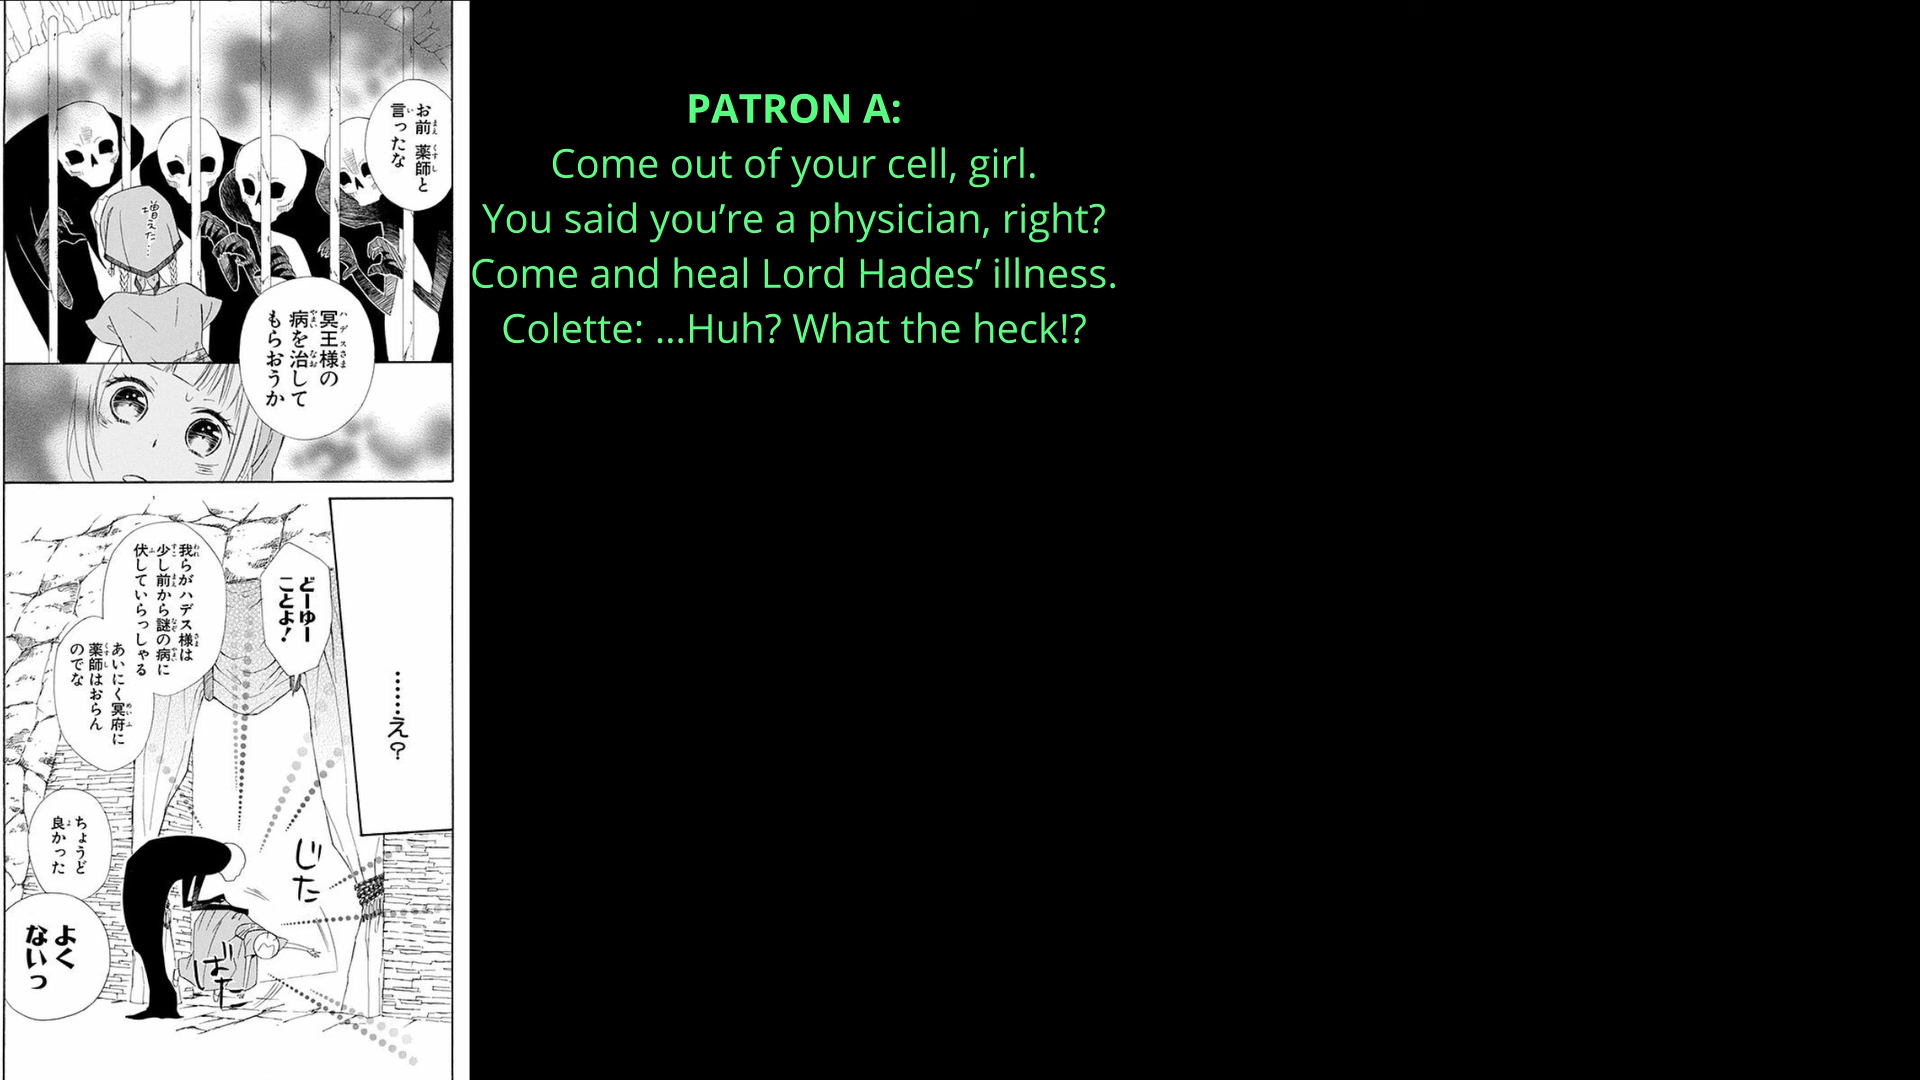 お前 薬師と
言ったな
増えた…
冥王様の
病を治して
もらおうか
……え?
どーゆー
ことよ!
我らがハデス様は
少し前から謎の病に
伏していらっしゃる
あいにく冥府に
薬師はおらん
のでな
ちょうど
良かった
よく
ないっ
じた
ばた
PATRON A:
Come out of your cell, girl.
You said you’re a physician, right?
Come and heal Lord Hades’ illness.
Colette: ...Huh? What the heck!?